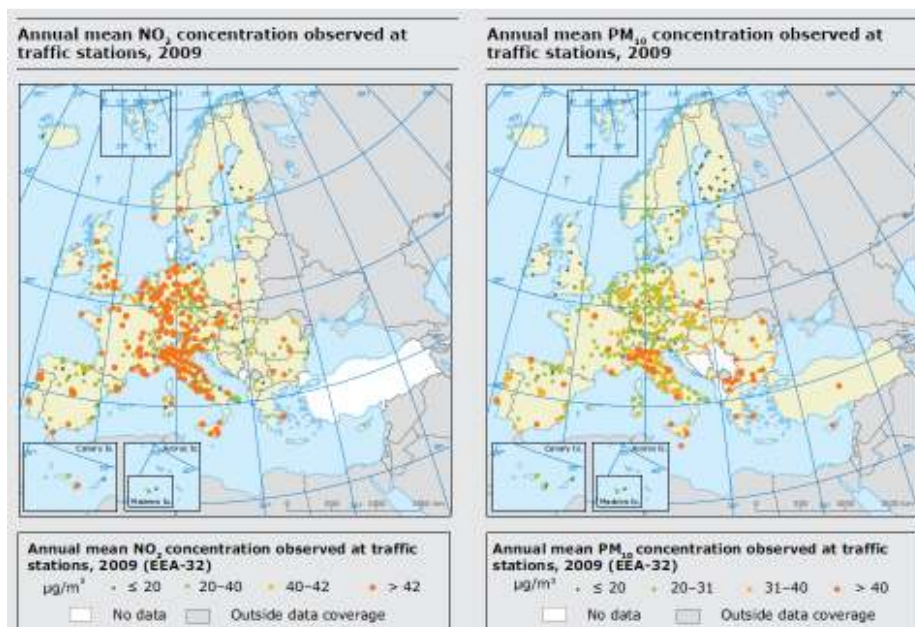 Annual mean NO₂ concentration observed at
traffic stations, 2009
Annual mean PM₁₀ concentration observed at
traffic stations, 2009
Canary Is.
Azores Is.
Madeira Is.
Canary Is.
Azores Is.
Madeira Is.
Annual mean NO₂ concentration observed at traffic
stations, 2009 (EEA-32)
µg/m³ ≤ 20 20–40 40–42 > 42
No data Outside data coverage
Annual mean PM₁₀ concentration observed at traffic
stations, 2009 (EEA-32)
µg/m³ ≤ 20 20–31 31–40 > 40
No data Outside data coverage